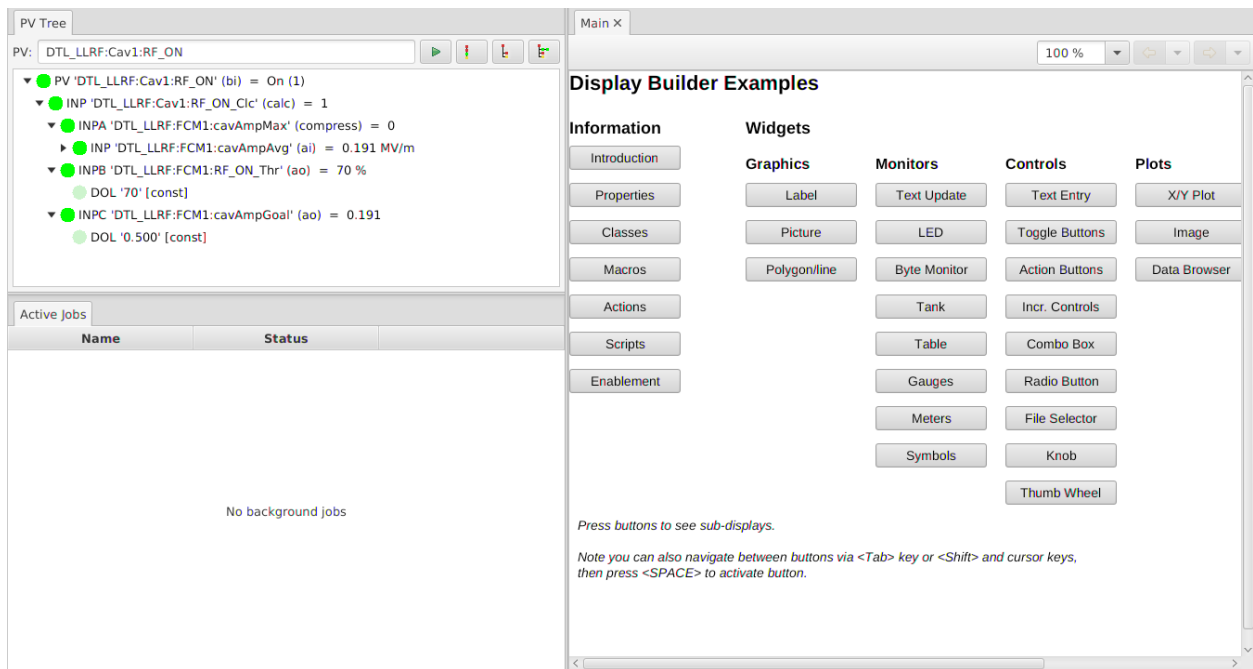 PV Tree
PV: DTL_LLRF:Cav1:RF_ON
PV 'DTL_LLRF:Cav1:RF_ON' (bi) = On (1)
INP 'DTL_LLRF:Cav1:RF_ON_Clc' (calc) = 1
INPA 'DTL_LLRF:FCM1:cavAmpMax' (compress) = 0
INP 'DTL_LLRF:FCM1:cavAmpAvg' (ai) = 0.191 MV/m
INPB 'DTL_LLRF:FCM1:RF_ON_Thr' (ao) = 70 %
DOL '70' [const]
INPC 'DTL_LLRF:FCM1:cavAmpGoal' (ao) = 0.191
DOL '0.500' [const]
Active Jobs
Name Status
No background jobs
Main
100 %
Display Builder Examples
Information Widgets
Introduction
Graphics Monitors Controls Plots
Properties Label Text Update Text Entry X/Y Plot
Classes Picture LED Toggle Buttons Image
Macros Polygon/line Byte Monitor Action Buttons Data Browser
Actions Tank Incr. Controls
Scripts Table Combo Box
Enablement Gauges Radio Button
Meters File Selector
Symbols Knob
Thumb Wheel
Press buttons to see sub-displays.
Note you can also navigate between buttons via <Tab> key or <Shift> and cursor keys,
then press <SPACE> to activate button.